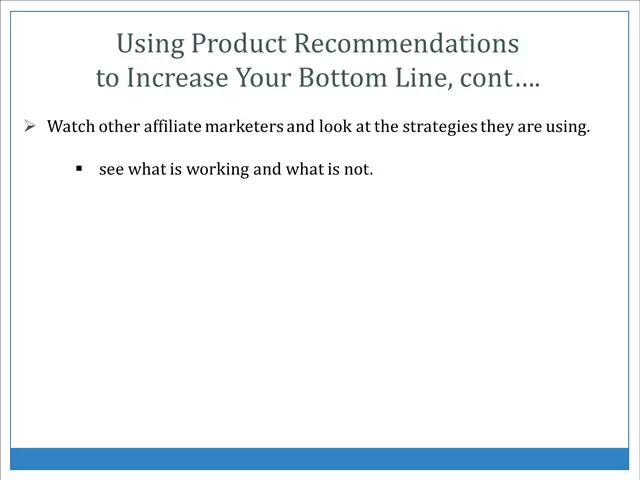 Using Product Recommendations
to Increase Your Bottom Line, cont….
Watch other affiliate marketers and look at the strategies they are using.
see what is working and what is not.